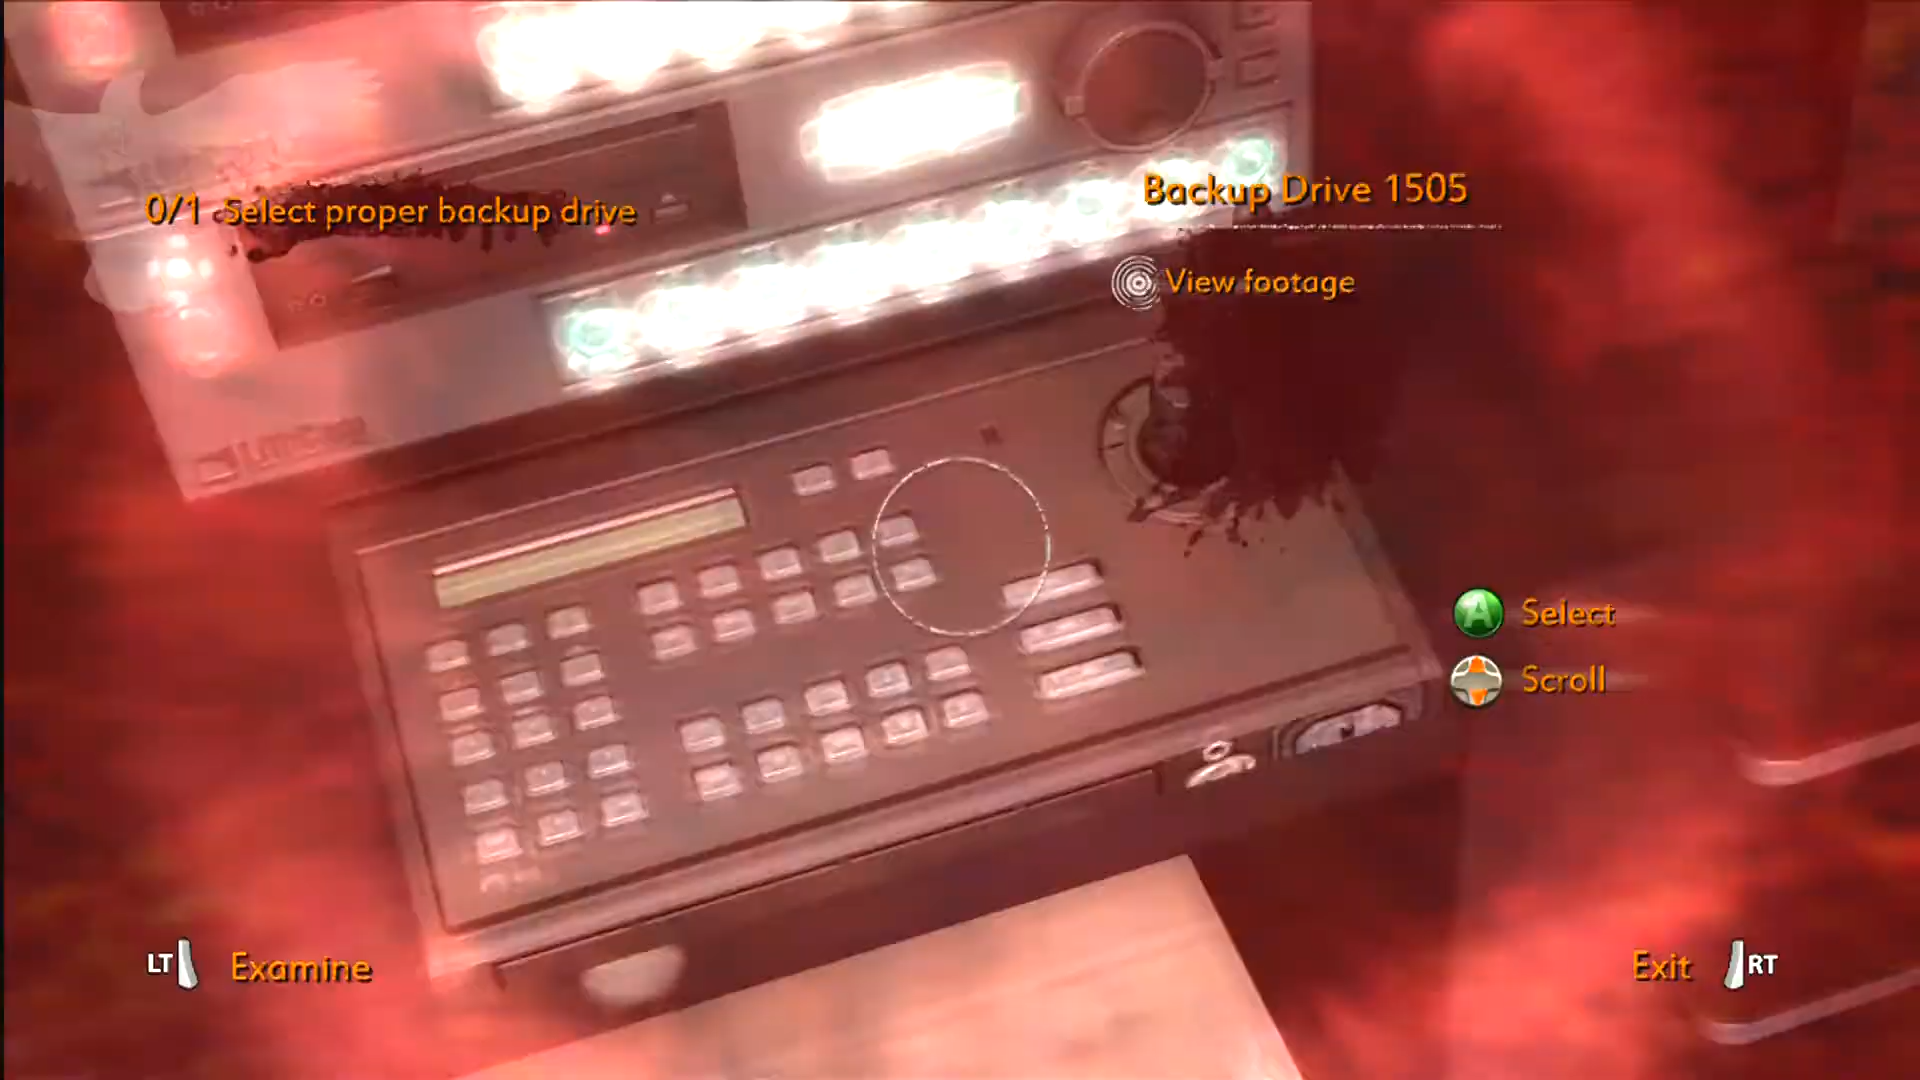 Backup Drive 1505
0/1 Select proper backup drive
View footage
A Select
Scroll
LT Examine
Exit RT